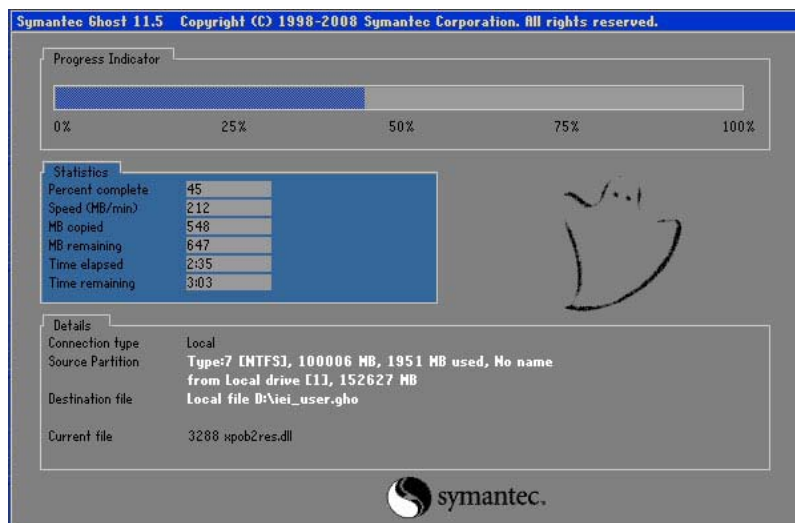 Symantec Ghost 11.5 Copyright (C) 1998-2008 Symantec Corporation. All rights reserved.
Progress Indicator
0% 25% 50% 75% 100%
Statistics
Percent complete 45
Speed (MB/min) 212
MB copied 548
MB remaining 647
Time elapsed 2:35
Time remaining 3:03
Details
Connection type Local
Source Partition Type:7 [NTFS], 100006 MB, 1951 MB used, No name
from Local drive [1], 152627 MB
Destination file Local file D:\iei_user.gho
Current file 3288 xpob2res.dll
symantec.